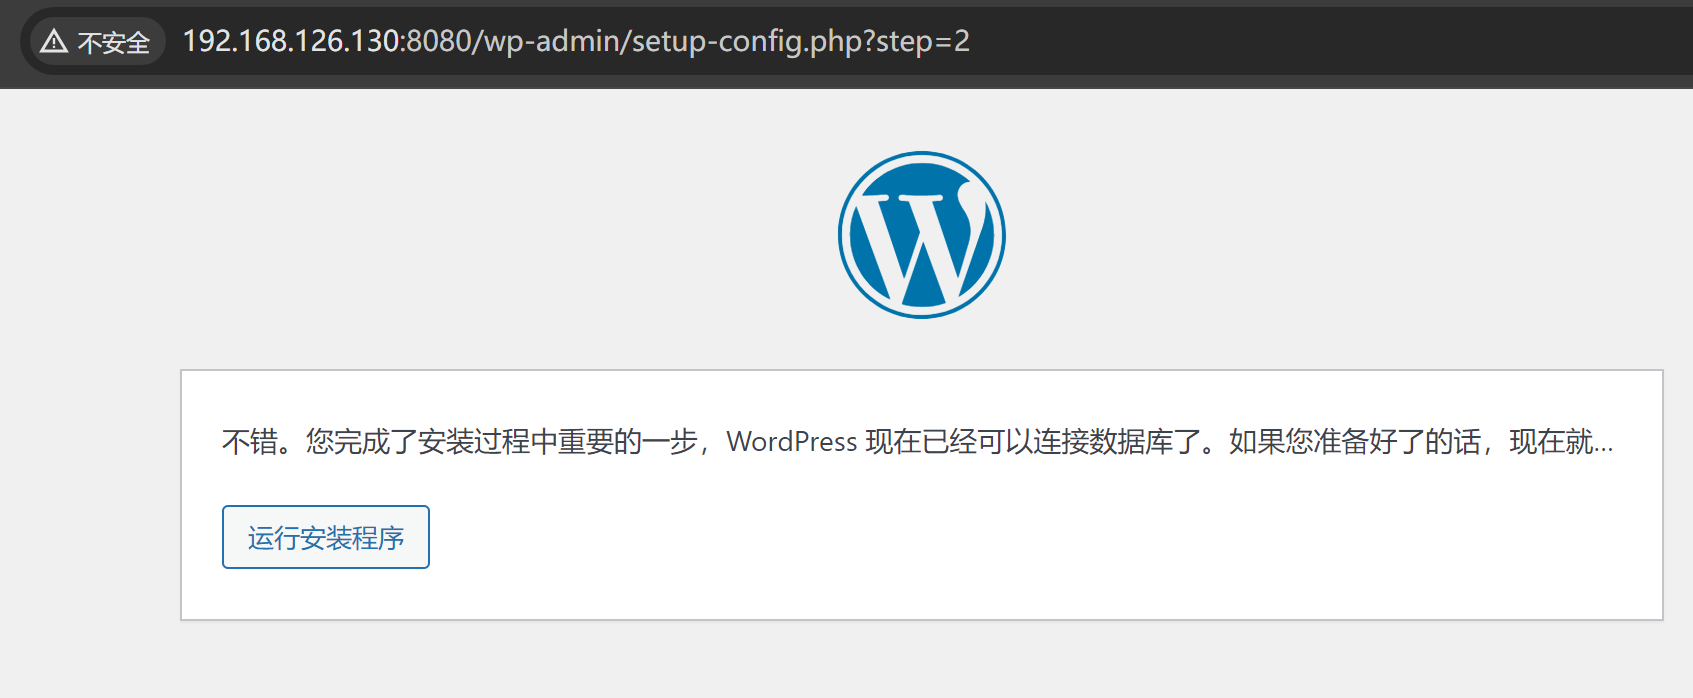 不安全 192.168.126.130:8080/wp-admin/setup-config.php?step=2
W
不错。您完成了安装过程中重要的一步，WordPress 现在已经可以连接数据库了。如果您准备好了的话，现在就...
运行安装程序